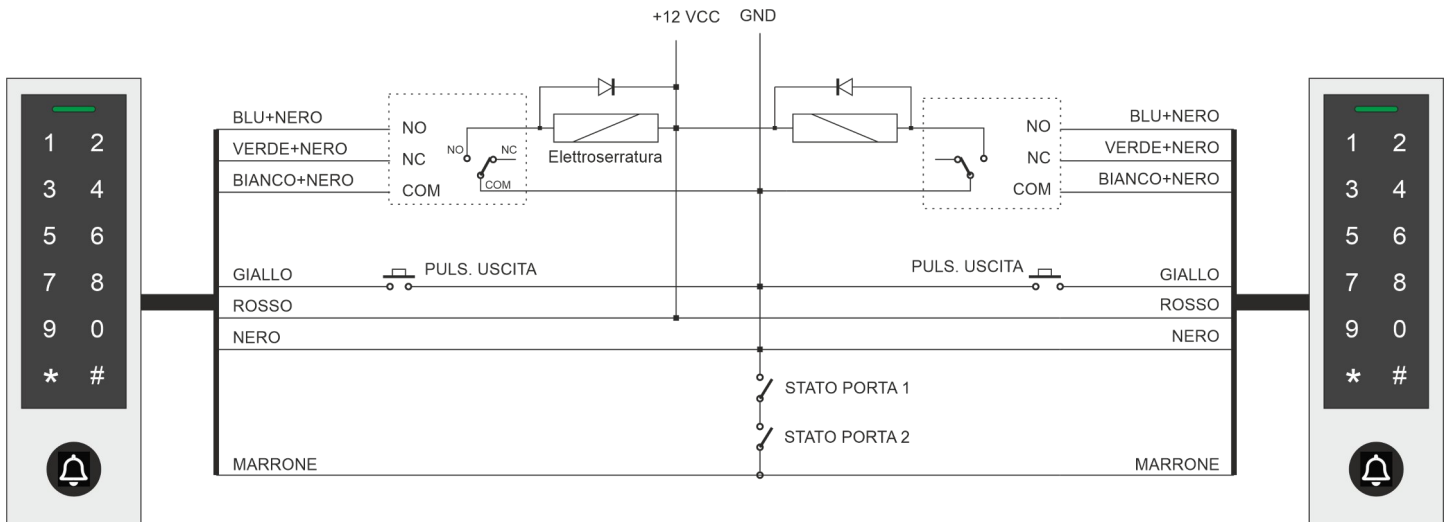 +12 VCC GND
BLU+NERO
VERDE+NERO
BIANCO+NERO
NO
NC
COM
NO
NC
COM
Elettroserratura
NO
NC
COM
BLU+NERO
VERDE+NERO
BIANCO+NERO
1 2
3 4
5 6
7 8
9 0
* #
GIALLO
PULS. USCITA
ROSSO
NERO
MARRONE
PULS. USCITA
GIALLO
ROSSO
NERO
STATO PORTA 1
STATO PORTA 2
MARRONE
1 2
3 4
5 6
7 8
9 0
* #